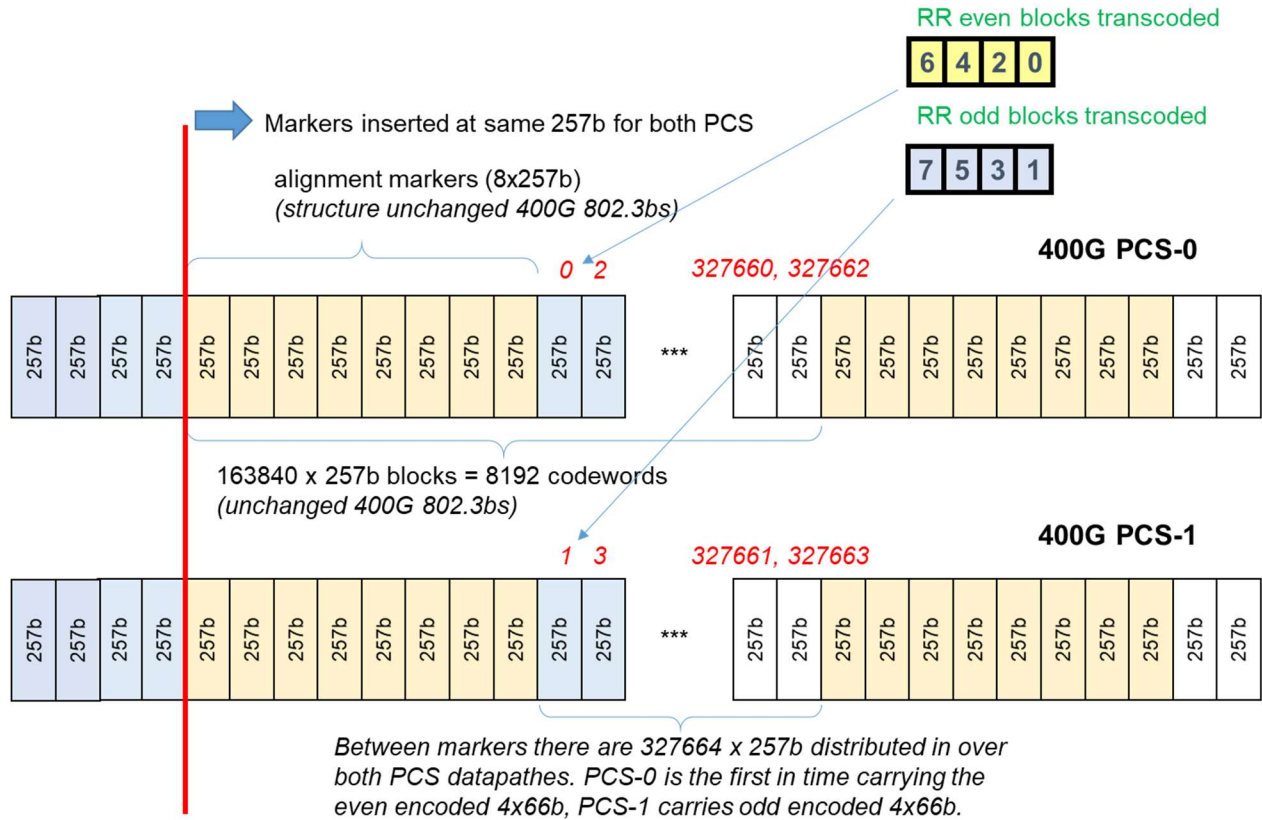 RR even blocks transcoded
6 4 2 0
RR odd blocks transcoded
7 5 3 1
Markers inserted at same 257b for both PCS
alignment markers (8x257b)
(structure unchanged 400G 802.3bs)
400G PCS-0
0 2 327660, 327662
257b 257b 257b 257b 257b 257b 257b 257b 257b 257b 257b 257b 257b 257b *** 257b 257b 257b 257b 257b 257b 257b 257b 257b 257b 257b 257b
163840 x 257b blocks = 8192 codewords
(unchanged 400G 802.3bs)
400G PCS-1
1 3 327661, 327663
257b 257b 257b 257b 257b 257b 257b 257b 257b 257b 257b 257b 257b 257b *** 257b 257b 257b 257b 257b 257b 257b 257b 257b 257b 257b 257b
Between markers there are 327664 x 257b distributed in over
both PCS datapathes. PCS-0 is the first in time carrying the
even encoded 4x66b, PCS-1 carries odd encoded 4x66b.